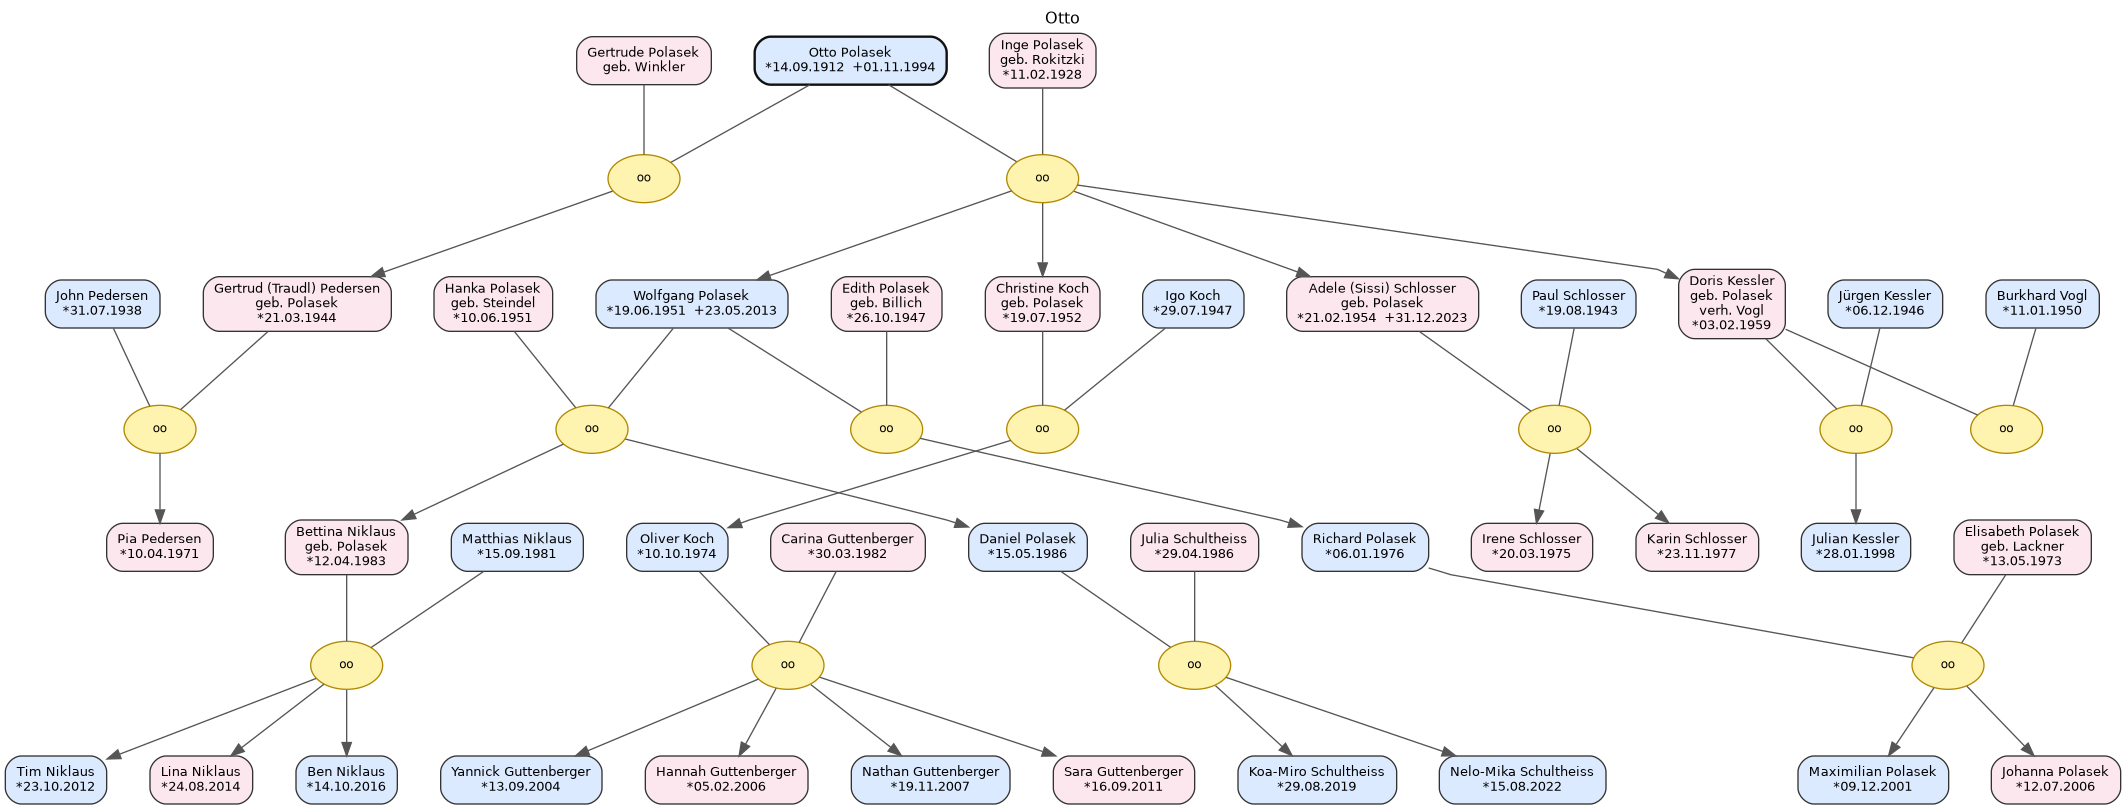 Otto
Gertrude Polasek
geb. Winkler
Otto Polasek
*14.09.1912  +01.11.1994
Inge Polasek
geb. Rokitzki
*11.02.1928
oo
oo
John Pedersen
*31.07.1938
Gertrud (Traudl) Pedersen
geb. Polasek
*21.03.1944
Hanka Polasek
geb. Steindel
*10.06.1951
Wolfgang Polasek
*19.06.1951  +23.05.2013
Edith Polasek
geb. Billich
*26.10.1947
Christine Koch
geb. Polasek
*19.07.1952
Igo Koch
*29.07.1947
Adele (Sissi) Schlosser
geb. Polasek
*21.02.1954  +31.12.2023
Paul Schlosser
*19.08.1943
Doris Kessler
geb. Polasek
verh. Vogl
*03.02.1959
Jürgen Kessler
*06.12.1946
Burkhard Vogl
*11.01.1950
oo
oo
oo
oo
oo
oo
oo
Pia Pedersen
*10.04.1971
Bettina Niklaus
geb. Polasek
*12.04.1983
Matthias Niklaus
*15.09.1981
Oliver Koch
*10.10.1974
Carina Guttenberger
*30.03.1982
Daniel Polasek
*15.05.1986
Julia Schultheiss
*29.04.1986
Richard Polasek
*06.01.1976
Irene Schlosser
*20.03.1975
Karin Schlosser
*23.11.1977
Julian Kessler
*28.01.1998
Elisabeth Polasek
geb. Lackner
*13.05.1973
oo
oo
oo
oo
Tim Niklaus
*23.10.2012
Lina Niklaus
*24.08.2014
Ben Niklaus
*14.10.2016
Yannick Guttenberger
*13.09.2004
Hannah Guttenberger
*05.02.2006
Nathan Guttenberger
*19.11.2007
Sara Guttenberger
*16.09.2011
Koa-Miro Schultheiss
*29.08.2019
Nelo-Mika Schultheiss
*15.08.2022
Maximilian Polasek
*09.12.2001
Johanna Polasek
*12.07.2006